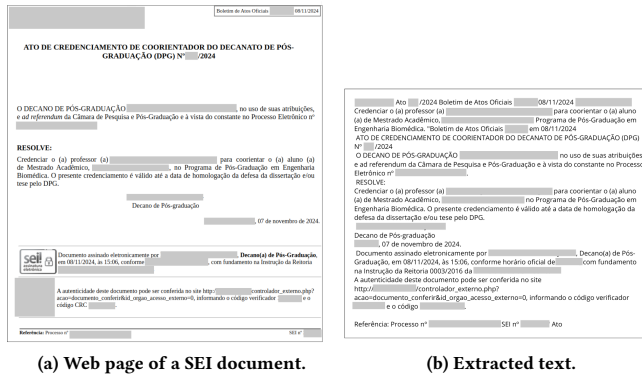 Boletim de Atos Oficiais 08/11/2024
ATO DE CREDENCIAMENTO DE COORIENTADOR DO DECANATO DE PÓS-
GRADUAÇÃO (DPG) Nº /2024
O DECANO DE PÓS-GRADUAÇÃO , no uso de suas atribuições,
e ad referendum da Câmara de Pesquisa e Pós-Graduação e à vista do constante no Processo Eletrônico nº
RESOLVE:
Credenciar o (a) professor (a) para coorientar o (a) aluno (a)
de Mestrado Acadêmico, , no Programa de Pós-Graduação em Engenharia
Biomédica. O presente credenciamento é válido até a data de homologação da defesa da dissertação e/ou
tese pelo DPG.
Decano de Pós-graduação
, 07 de novembro de 2024.
sei!
assinatura
eletrônica
Documento assinado eletronicamente por , Decano(a) de Pós-Graduação,
em 08/11/2024, às 15:06, conforme , com fundamento na Instrução da Reitoria
A autenticidade deste documento pode ser conferida no site http:// /controlador_externo.php?
acao=documento_conferir&id_orgao_acesso_externo=0, informando o código verificador e o
código CRC .
Referência: Processo nº SEI nº
(a) Web page of a SEI document.
Ato /2024 Boletim de Atos Oficiais 08/11/2024
Credenciar o (a) professor (a) para coorientar o (a) aluno
(a) de Mestrado Acadêmico, Programa de Pós-Graduação em
Engenharia Biomédica. "Boletim de Atos Oficiais em 08/11/2024
ATO DE CREDENCIAMENTO DE COORIENTADOR DO DECANATO DE PÓS-GRADUAÇÃO (DPG)
Nº /2024
O DECANO DE PÓS-GRADUAÇÃO no uso de suas atribuições,
e ad referendum da Câmara de Pesquisa e Pós-Graduação e à vista do constante no Processo
Eletrônico nº .
RESOLVE:
Credenciar o (a) professor (a) para coorientar o (a) aluno
(a) de Mestrado Acadêmico, no Programa de Pós-Graduação em
Engenharia Biomédica. O presente credenciamento é válido até a data de homologação da
defesa da dissertação e/ou tese pelo DPG.
Decano de Pós-graduação
, 07 de novembro de 2024.
Documento assinado eletronicamente por , Decano(a) de Pós-
Graduação, em 08/11/2024, às 15:06, conforme horário oficial de com fundamento
na Instrução da Reitoria 0003/2016 da
A autenticidade deste documento pode ser conferida no site
http:// /controlador_externo.php?
acao=documento_conferir&id_orgao_acesso_externo=0, informando o código verificador
e o código .
Referência: Processo nº SEI nº Ato
(b) Extracted text.